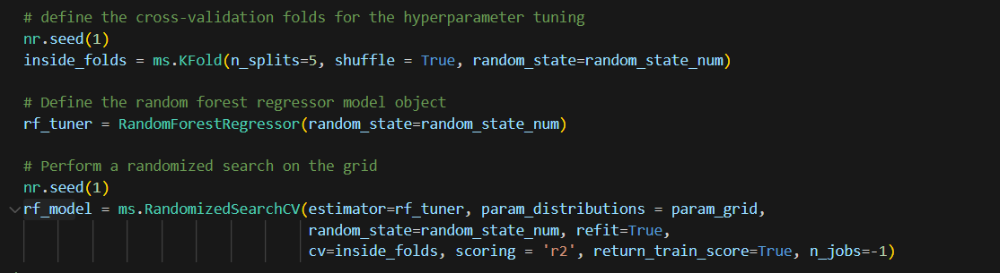 # define the cross-validation folds for the hyperparameter tuning
nr.seed(1)
inside_folds = ms.KFold(n_splits=5, shuffle = True, random_state=random_state_num)
# Define the random forest regressor model object
rf_tuner = RandomForestRegressor(random_state=random_state_num)
# Perform a randomized search on the grid
nr.seed(1)
rf_model = ms.RandomizedSearchCV(estimator=rf_tuner, param_distributions = param_grid,
random_state=random_state_num, refit=True,
cv=inside_folds, scoring = 'r2', return_train_score=True, n_jobs=-1)